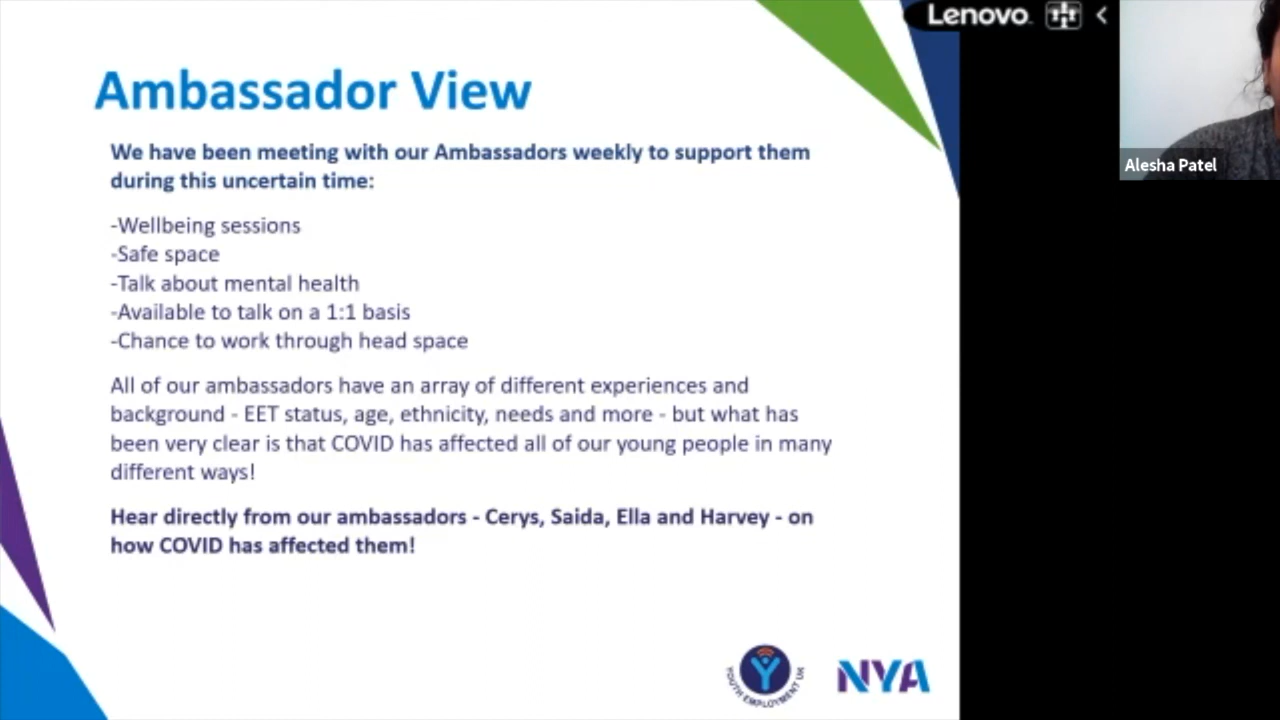 Lenovo
Ambassador View
Alesha Patel
We have been meeting with our Ambassadors weekly to support them
during this uncertain time:
-Wellbeing sessions
-Safe space
-Talk about mental health
-Available to talk on a 1:1 basis
-Chance to work through head space
All of our ambassadors have an array of different experiences and
background - EET status, age, ethnicity, needs and more - but what has
been very clear is that COVID has affected all of our young people in many
different ways!
Hear directly from our ambassadors - Cerys, Saida, Ella and Harvey - on
how COVID has affected them!
YOUTH EMPLOYMENT UK
NYA